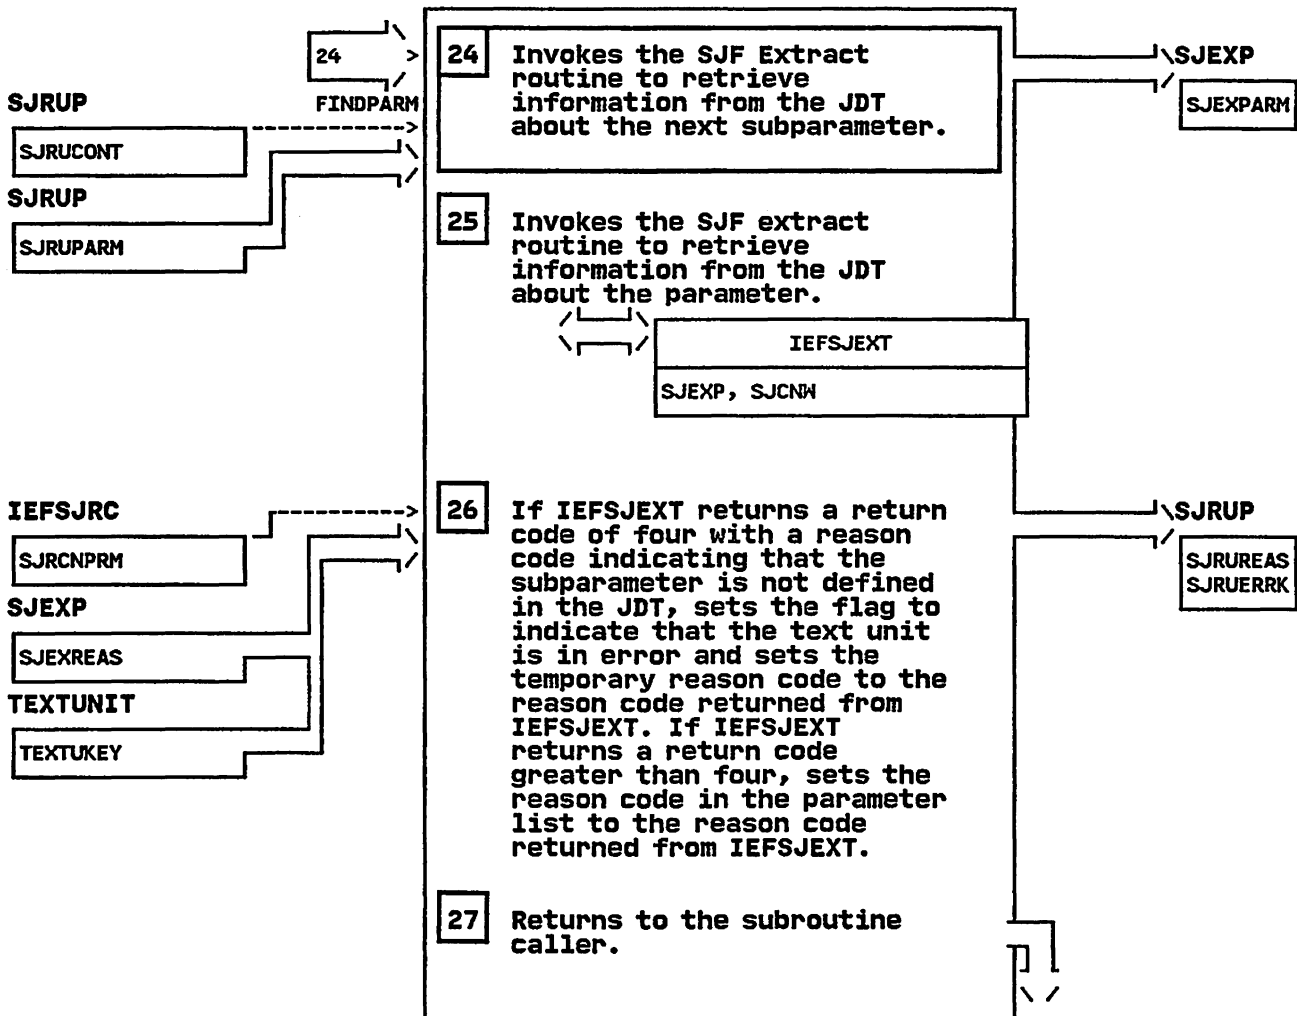 24
FINDPARM
SJRUP
SJRUCONT
SJRUP
SJRUPARM
24 Invokes the SJF Extract
routine to retrieve
information from the JDT
about the next subparameter.
SJEXP
SJEXPARM
25 Invokes the SJF extract
routine to retrieve
information from the JDT
about the parameter.
IEFSJEXT
SJEXP, SJCNW
IEFSJRC
SJRCNPRM
SJEXP
SJEXREAS
TEXTUNIT
TEXTUKEY
26 If IEFSJEXT returns a return
code of four with a reason
code indicating that the
subparameter is not defined
in the JDT, sets the flag to
indicate that the text unit
is in error and sets the
temporary reason code to the
reason code returned from
IEFSJEXT. If IEFSJEXT
returns a return code
greater than four, sets the
reason code in the parameter
list to the reason code
returned from IEFSJEXT.
SJRUP
SJRUREAS
SJRUERRK
27 Returns to the subroutine
caller.